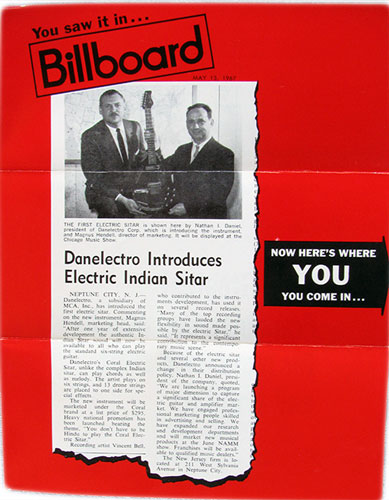 You saw it in...
Billboard
MAY 13, 1967
THE FIRST ELECTRIC SITAR is shown here by Nathan I. Daniel,
president of Danelectro Corp. which is introducing the instrument,
and Magnus Hendell, director of marketing. It will be displayed at the
Chicago Music Show.
Danelectro Introduces
Electric Indian Sitar
NEPTUNE CITY, N. J.—
Danelectro, a subsidiary of
MCA, Inc., has introduced the
first electric sitar. Commenting
on the new instrument, Magnus
Hendell, marketing head, said:
"After one year of extensive
development the authentic In-
dian Sitar sound will now be
available to all who can play
the standard six-string electric
guitar.
Danelectro's Coral Electric
Sitar, unlike the complex Indian
sitar, can play chords as well
as melody. The artist plays on
six strings, and 13 drone strings
are placed to one side for spe-
cial effects.
The new instrument will be
marketed under the Coral
brand at a list price of $295.
Heavy national promotion has
been launched bearing the
theme, "You don't have to be
Hindu to play the Coral Elec-
tric Sitar."
Recording artist Vincent Bell,
who contributed to the instru-
ments development, has used it
on several record releases.
"Many of the top recording
groups have lauded the new
flexibility in sound made pos-
sible by the electric Sitar," he
said. "It represents a significant
contribution to the contempo-
rary music scene."
Because of the electric sitar
and several other new prod-
ucts, Danelectro announced a
change in their distribution
policy. Nathan I. Daniel, presi-
dent of the company, quoted:
"We are launching a program
of major dimension to capture
a significant share of the elec-
tric guitar and amplifier mar-
ket. We have engaged profes-
sional marketing people skilled
in advertising and selling. We
have expanded our research
and development departments
and will market new musical
products at the June NAMM
show. Franchises will be avail-
able to qualified music dealers."
The New Jersey firm is lo-
cated at 211 West Sylvania
Avenue in Neptune City.
NOW HERE'S WHERE
YOU
YOU COME IN...